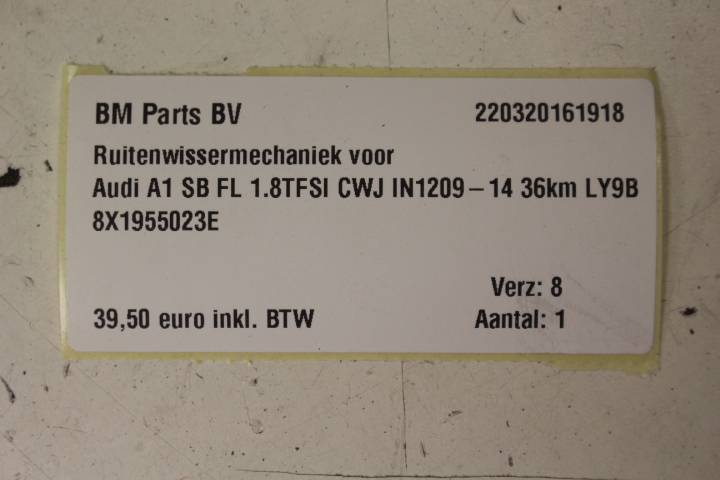 BM Parts BV 220320161918
Ruitenwissermechaniek voor
Audi A1 SB FL 1.8TFSI CWJ IN1209-14 36km LY9B
8X1955023E
Verz: 8
39,50 euro inkl. BTW Aantal: 1